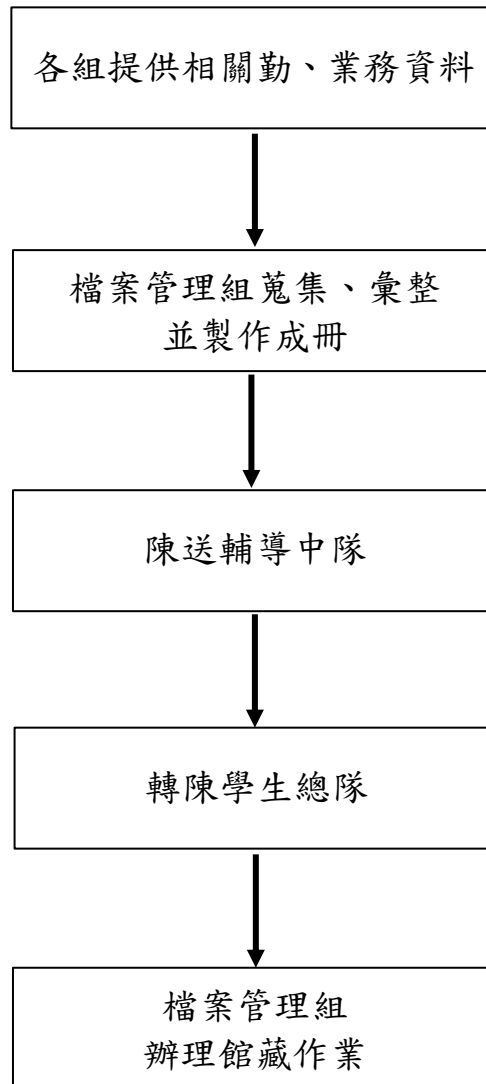 各組提供相關勤、業務資料
檔案管理組蒐集、彙整
並製作成冊
陳送輔導中隊
轉陳學生總隊
檔案管理組
辦理館藏作業